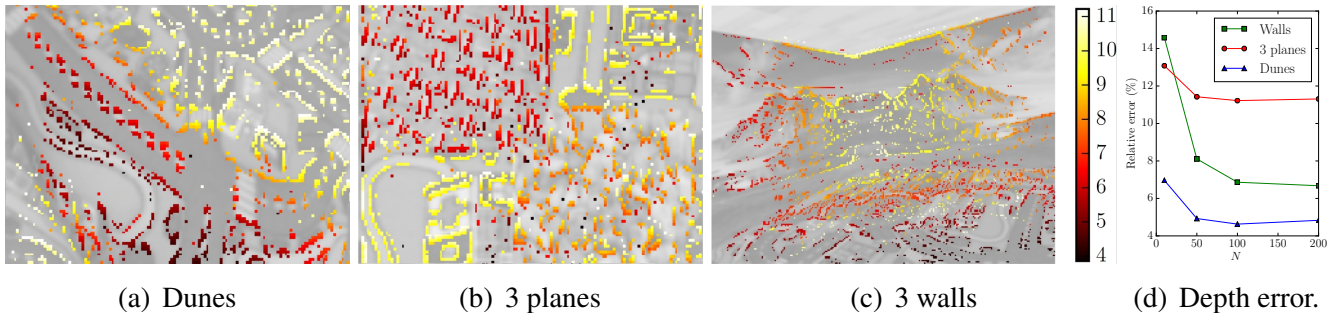 11
10
9
8
7
6
5
4
Relative error (%)
16
14
12
10
8
6
4
Walls
3 planes
Dunes
0 50 100 150 200
N
(a) Dunes
(b) 3 planes
(c) 3 walls
(d) Depth error.